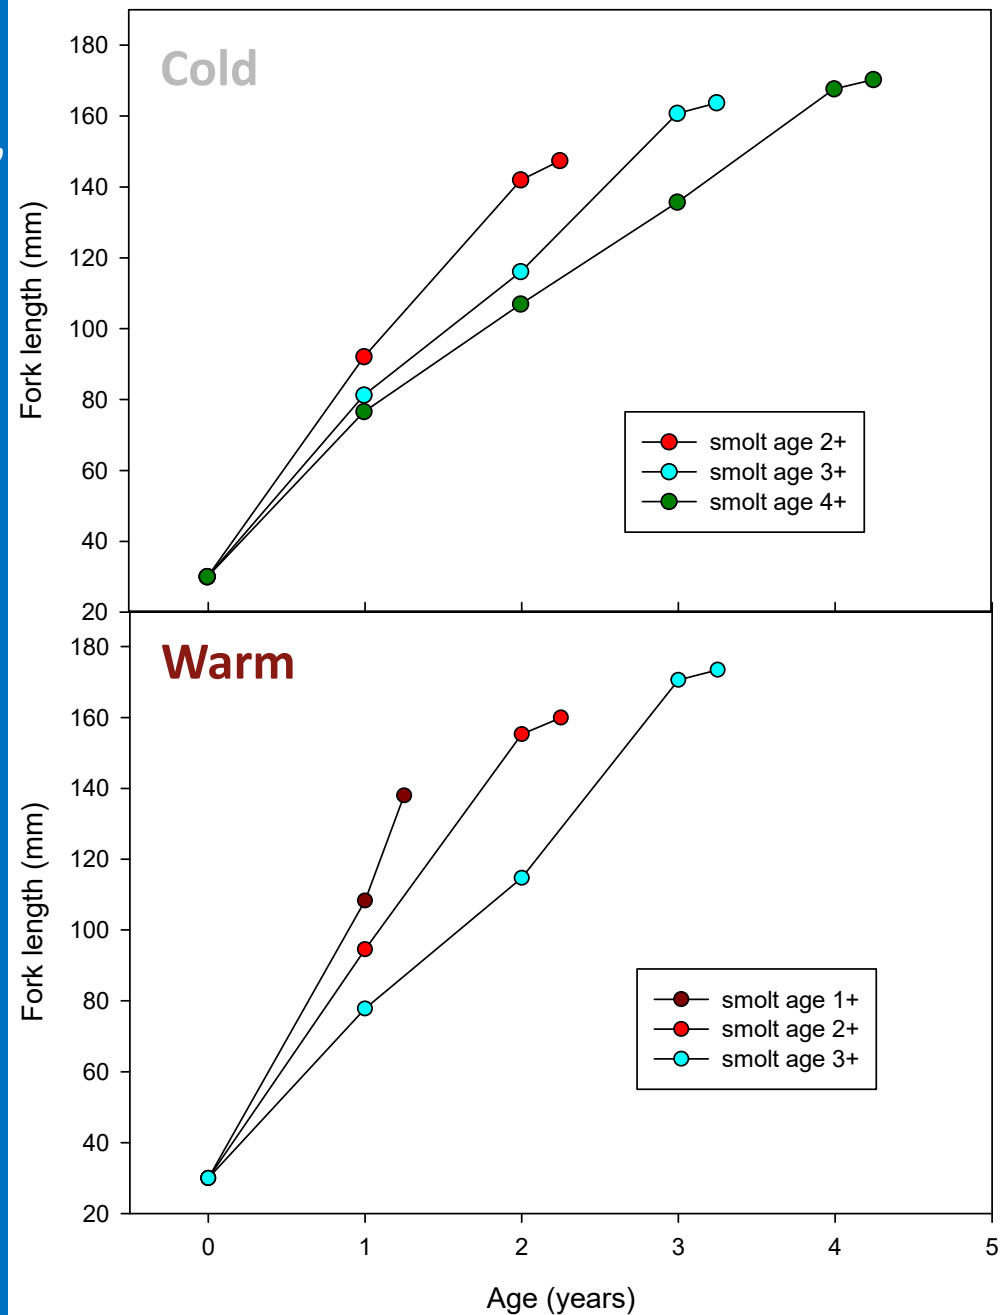 Cold
180
160
140
120
100
80
60
40
20
Fork length (mm)
smolt age 2+
smolt age 3+
smolt age 4+
Warm
180
160
140
120
100
80
60
40
20
Fork length (mm)
smolt age 1+
smolt age 2+
smolt age 3+
0 1 2 3 4 5
Age (years)